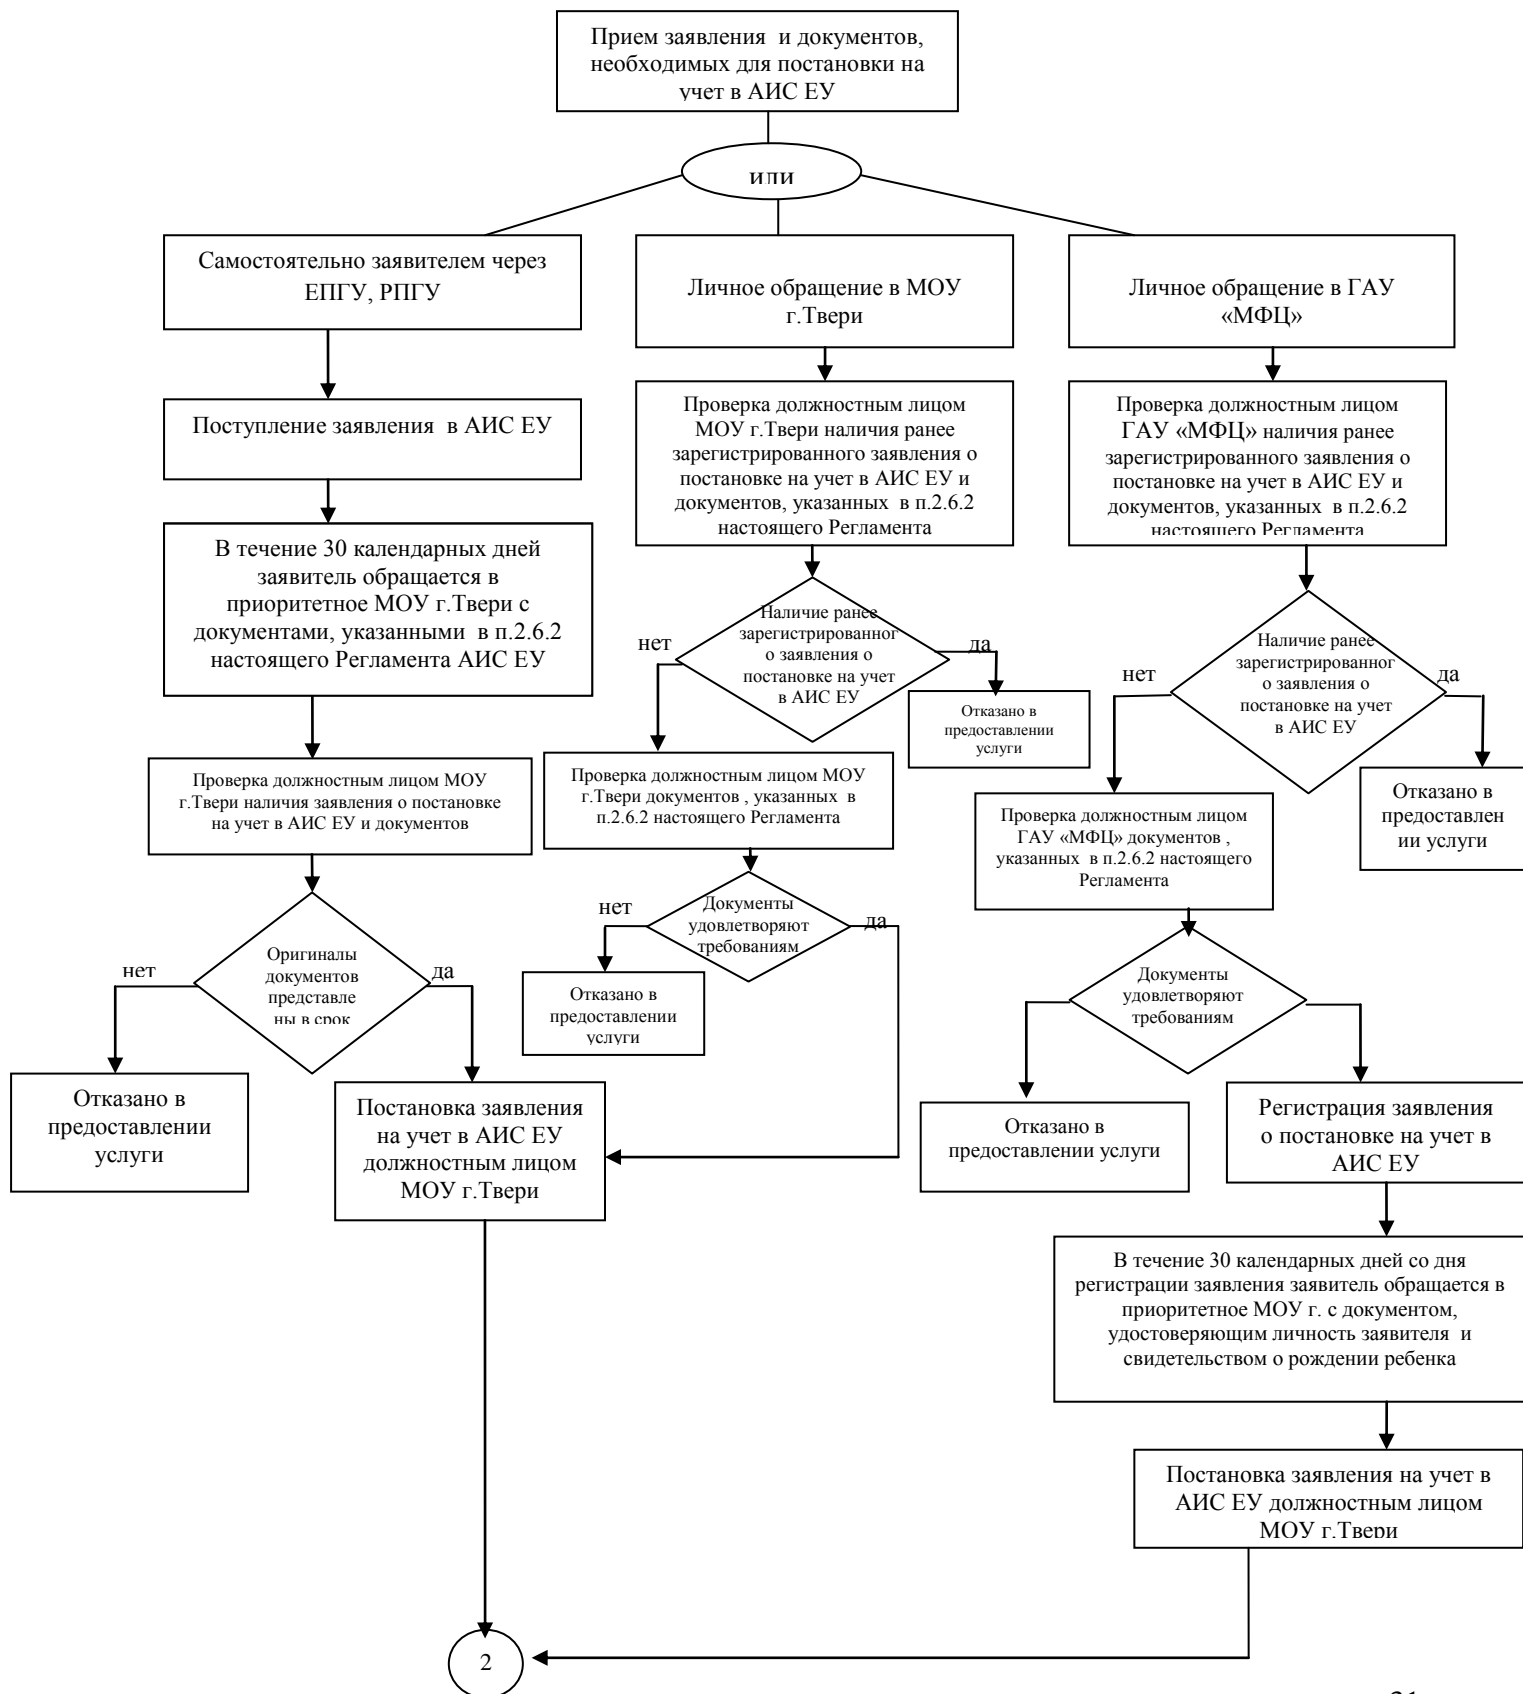 Прием заявления и документов,
необходимых для постановки на
учет в АИС ЕУ
или
Самостоятельно заявителем через
ЕПГУ, РПГУ
Личное обращение в МОУ
г.Твери
Личное обращение в ГАУ
«МФЦ»
Поступление заявления в АИС ЕУ
Проверка должностным лицом
МОУ г.Твери наличия ранее
зарегистрированного заявления о
постановке на учет в АИС ЕУ и
документов, указанных в п.2.6.2
настоящего Регламента
Проверка должностным лицом
ГАУ «МФЦ» наличия ранее
зарегистрированного заявления о
постановке на учет в АИС ЕУ и
документов, указанных в п.2.6.2
настоящего Регламента
В течение 30 календарных дней
заявитель обращается в
приоритетное МОУ г.Твери с
документами, указанными в п.2.6.2
настоящего Регламента АИС ЕУ
нет
Наличие ранее
зарегистрированног
о заявления о
постановке на учет
в АИС ЕУ
да
Отказано в
предоставлении
услуги
нет
Наличие ранее
зарегистрированног
о заявления о
постановке на учет
в АИС ЕУ
да
Проверка должностным лицом МОУ
г.Твери наличия заявления о постановке
на учет в АИС ЕУ и документов
Проверка должностным лицом МОУ
г.Твери документов , указанных в
п.2.6.2 настоящего Регламента
Проверка должностным лицом
ГАУ «МФЦ» документов ,
указанных в п.2.6.2 настоящего
Регламента
Отказано в
предоставлен
ии услуги
нет
Документы
удовлетворяют
требованиям
да
нет
Оригиналы
документов
представле
ны в срок
да
Отказано в
предоставлении
услуги
Документы
удовлетворяют
требованиям
Отказано в
предоставлении
услуги
Постановка заявления
на учет в АИС ЕУ
должностным лицом
МОУ г.Твери
Отказано в
предоставлении услуги
Регистрация заявления
о постановке на учет в
АИС ЕУ
В течение 30 календарных дней со дня
регистрации заявления заявитель обращается в
приоритетное МОУ г. с документом,
удостоверяющим личность заявителя и
свидетельством о рождении ребенка
Постановка заявления на учет в
АИС ЕУ должностным лицом
МОУ г.Твери
2